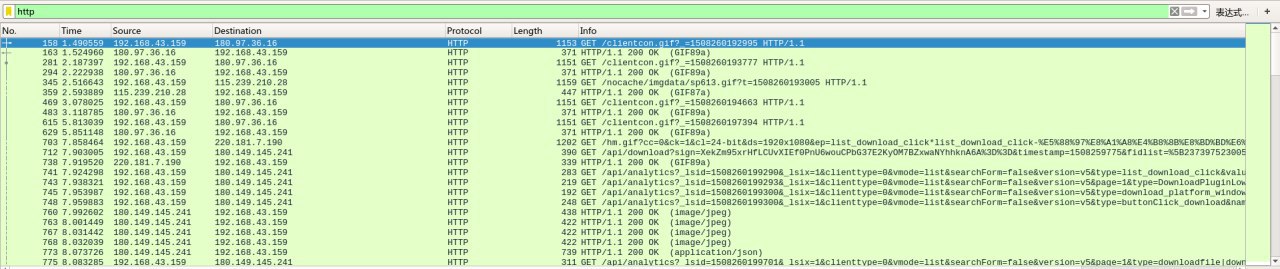 http 表达式… +
No. Time Source Destination Protocol Length Info
158 1.490559 192.168.43.159 180.97.36.16 HTTP 1153 GET /clientcon.gif?_=1508260192995 HTTP/1.1
163 1.524960 180.97.36.16 192.168.43.159 HTTP 371 HTTP/1.1 200 OK (GIF89a)
281 2.187397 192.168.43.159 180.97.36.16 HTTP 1151 GET /clientcon.gif?_=1508260193777 HTTP/1.1
294 2.222938 180.97.36.16 192.168.43.159 HTTP 371 HTTP/1.1 200 OK (GIF89a)
345 2.516643 192.168.43.159 115.239.210.28 HTTP 1159 GET /nocache/imgdata/sp613.gif?t=1508260193005 HTTP/1.1
359 2.593889 115.239.210.28 192.168.43.159 HTTP 447 HTTP/1.1 200 OK (GIF87a)
469 3.078025 192.168.43.159 180.97.36.16 HTTP 1151 GET /clientcon.gif?_=1508260194663 HTTP/1.1
483 3.118785 180.97.36.16 192.168.43.159 HTTP 371 HTTP/1.1 200 OK (GIF89a)
615 5.813039 192.168.43.159 180.97.36.16 HTTP 1151 GET /clientcon.gif?_=1508260197394 HTTP/1.1
629 5.851148 180.97.36.16 192.168.43.159 HTTP 371 HTTP/1.1 200 OK (GIF89a)
703 7.858464 192.168.43.159 220.181.7.190 HTTP 1202 GET /hm.gif?cc=0&ck=1&cl=24-bit&ds=1920x1080&ep=list_download_click*list_download_click-%E5%88%97%E8%A1%A8%E4%B8%8B%E8%BD%BD%E6%
712 7.903005 192.168.43.159 180.149.145.241 HTTP 390 GET /api/download?sign=XekZm95xrHfLCUvXIEf0PnU6wouCPbG37E2KyOM7BZxwaNYhhknA6A%3D%3D&timestamp=1508259775&fidlist=%5B237397523005
738 7.919520 220.181.7.190 192.168.43.159 HTTP 339 HTTP/1.1 200 OK (GIF89a)
741 7.924298 192.168.43.159 180.149.145.241 HTTP 283 GET /api/analytics?_lsid=1508260199290&_lsix=1&clienttype=0&vmode=list&searchForm=false&version=v5&type=list_download_click&valu
744 7.938321 192.168.43.159 180.149.145.241 HTTP 219 GET /api/analytics?_lsid=1508260199293&_lsix=1&clienttype=0&vmode=list&searchForm=false&version=v5&page=1&type=DownloadPluginLow
745 7.953987 192.168.43.159 180.149.145.241 HTTP 192 GET /api/analytics?_lsid=1508260199300&_lsix=1&clienttype=0&vmode=list&searchForm=false&version=v5&type=download_platform_window
748 7.959883 192.168.43.159 180.149.145.241 HTTP 248 GET /api/analytics?_lsid=1508260199300&_lsix=1&clienttype=0&vmode=list&searchForm=false&version=v5&type=buttonClick_download&nam
760 7.992602 180.149.145.241 192.168.43.159 HTTP 438 HTTP/1.1 200 OK (image/jpeg)
763 8.001449 180.149.145.241 192.168.43.159 HTTP 422 HTTP/1.1 200 OK (image/jpeg)
767 8.031442 180.149.145.241 192.168.43.159 HTTP 422 HTTP/1.1 200 OK (image/jpeg)
768 8.032039 180.149.145.241 192.168.43.159 HTTP 422 HTTP/1.1 200 OK (image/jpeg)
773 8.073726 180.149.145.241 192.168.43.159 HTTP 739 HTTP/1.1 200 OK (application/json)
775 8.083285 192.168.43.159 180.149.145.241 HTTP 311 GET /api/analytics?_lsid=1508260199701&_lsix=1&clienttype=0&vmode=list&searchForm=false&version=v5&page=1&type=downloadfile|down